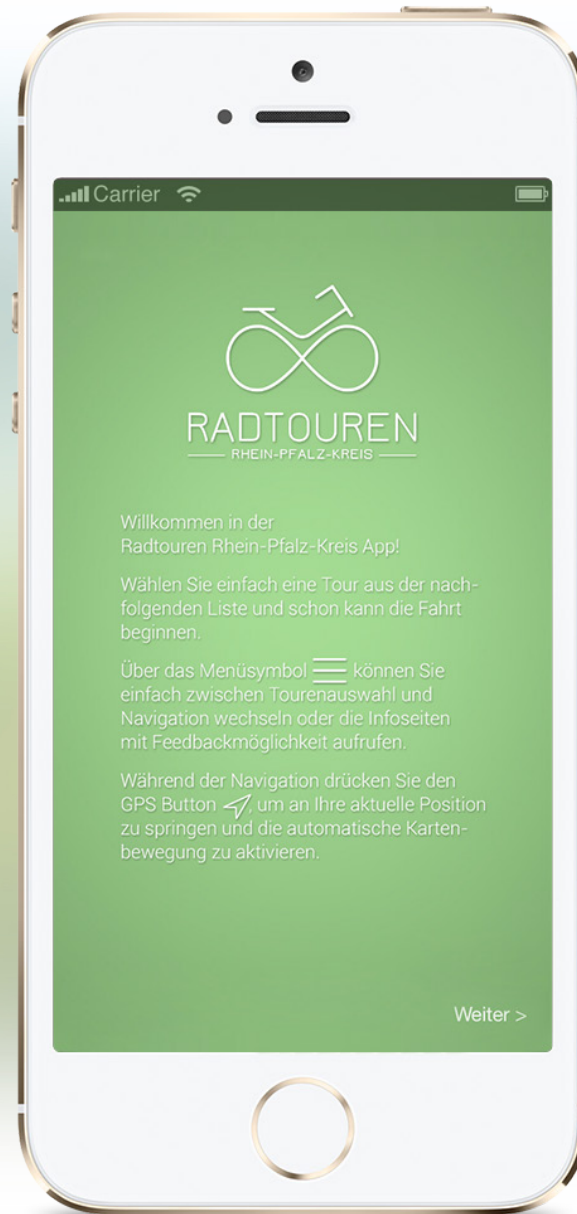 Carrier
RADTOUREN
RHEIN-PFALZ-KREIS
Willkommen in der
Radtouren Rhein-Pfalz-Kreis App!
Wählen Sie einfach eine Tour aus der nach-
folgenden Liste und schon kann die Fahrt
beginnen.
Über das Menüsymbol können Sie
einfach zwischen Tourenauswahl und
Navigation wechseln oder die Infoseiten
mit Feedbackmöglichkeit aufrufen.
Während der Navigation drücken Sie den
GPS Button , um an Ihre aktuelle Position
zu springen und die automatische Karten-
bewegung zu aktivieren.
Weiter >